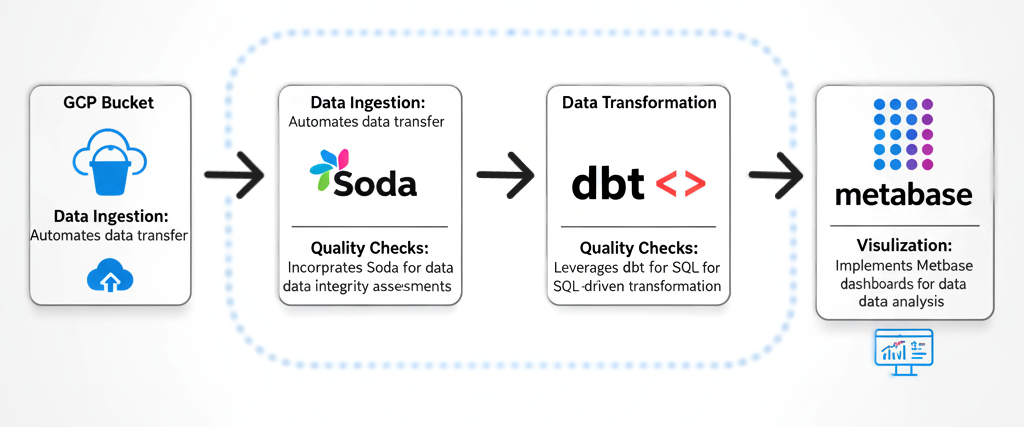 GCP Bucket
Data Ingestion:
Automates data transfer
Data Ingestion:
Automates data transfer
Soda
Quality Checks:
Incorprates Soda for data
data integrity assesments
Data Transformation
dbt <>
Quality Checks:
Leverages dbt for SQL for
SQL-driven transformation
metabase
Visulization:
Implements Metbase
dashboards for data
data analysis